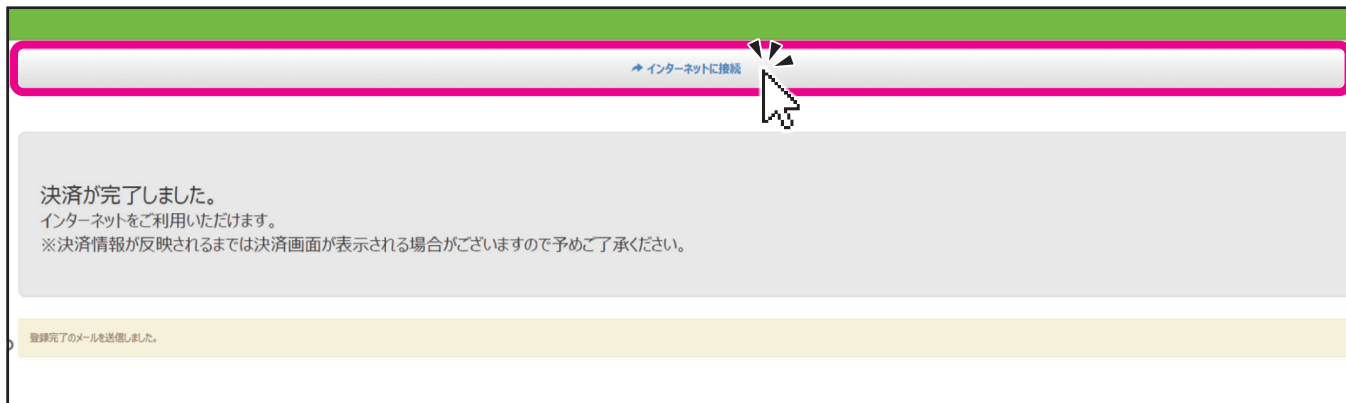 インターネットに接続
決済が完了しました。
インターネットをご利用いただけます。
※決済情報が反映されるまでは決済画面が表示される場合がございますので予めご了承ください。
登録完了のメールを送信しました。